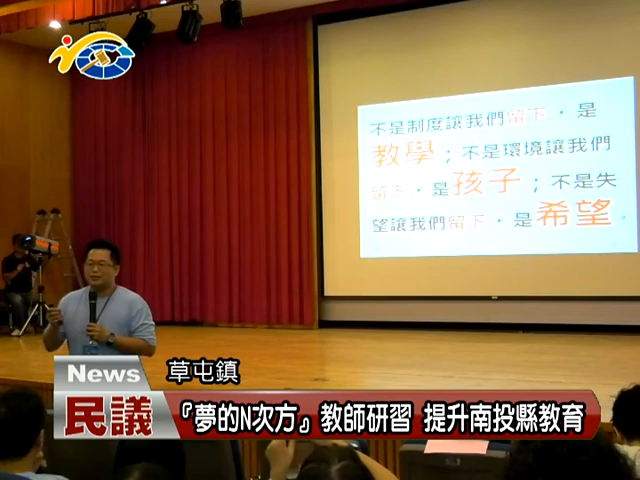 不是制度讓我們留下，是
教學；不是環境讓我們
留下，是孩子；不是失
望讓我們留下，是希望
News
草屯鎮
民議
『夢的N次方』教師研習 提升南投縣教育